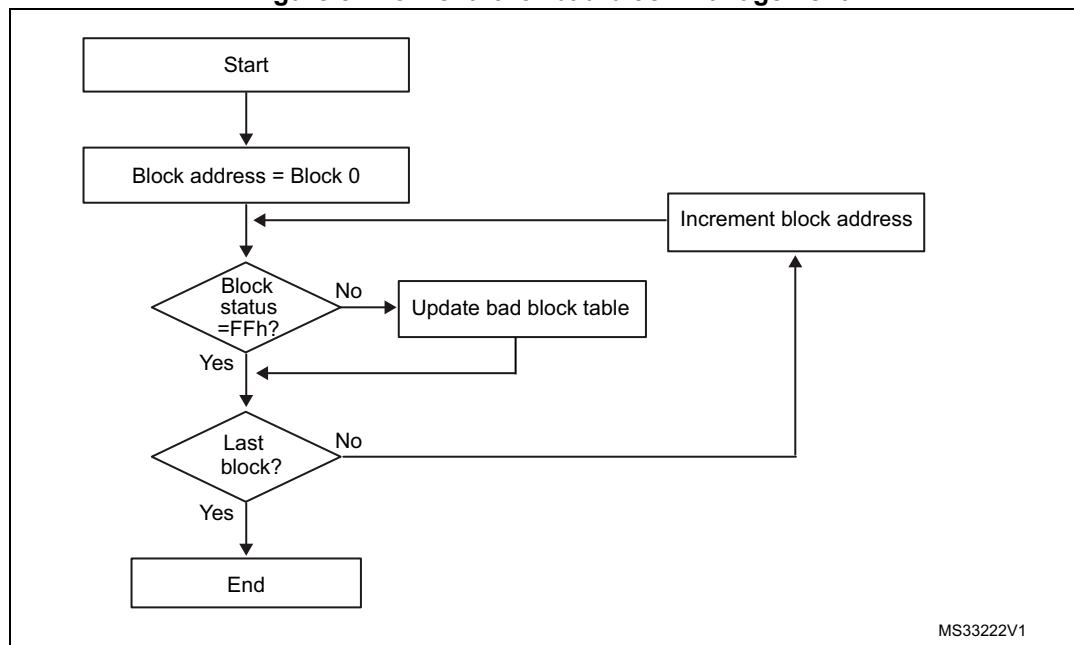 Start
Block address = Block 0
Increment block address
Block
status
=FFh?
No
Update bad block table
Yes
Last
block?
No
Yes
End
MS33222V1